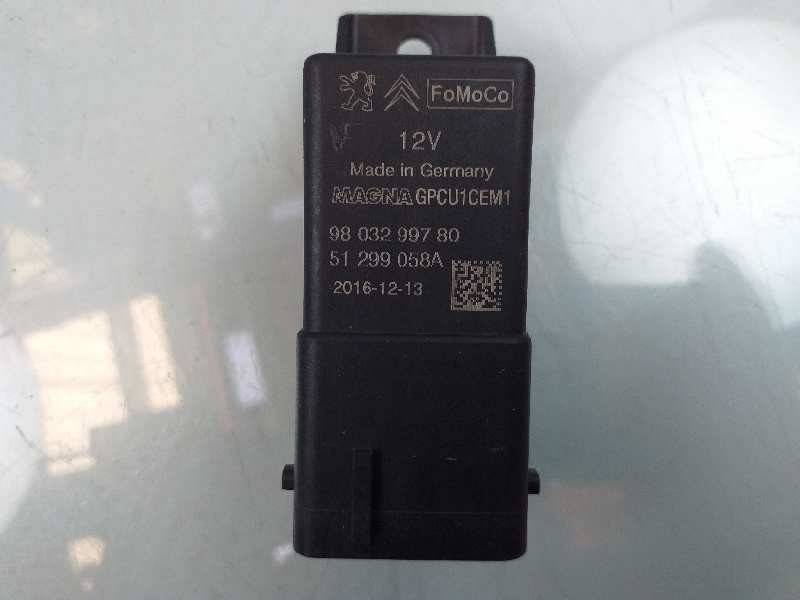 FoMoCo
12V
Made in Germany
MAGNA GPCU1CEM1
98 032 997 80
51 299 058A
2016-12-13